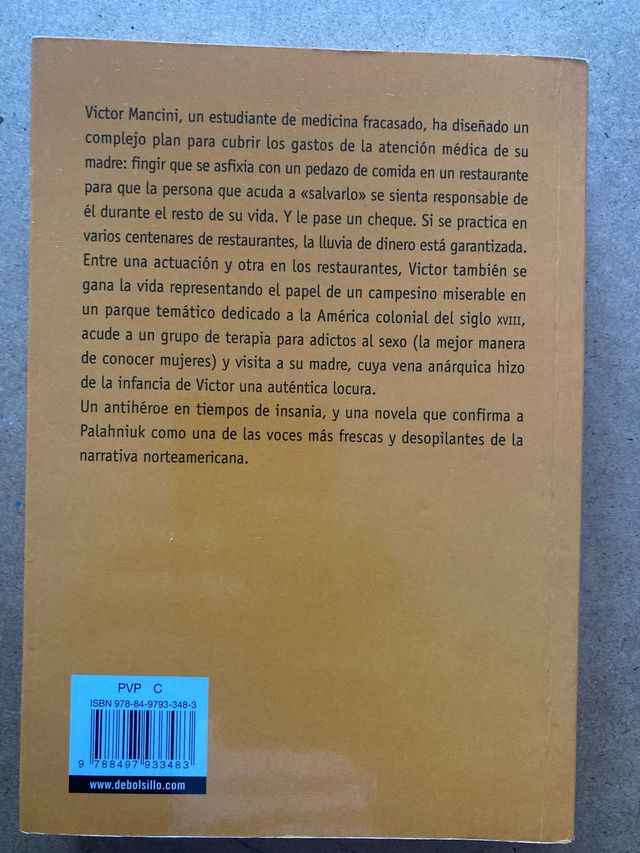 Victor Mancini, un estudiante de medicina fracasado, ha diseñado un
complejo plan para cubrir los gastos de la atención médica de su
madre: fingir que se asfixia con un pedazo de comida en un restaurante
para que la persona que acuda a «salvarlo» se sienta responsable de
él durante el resto de su vida. Y le pase un cheque. Si se practica en
varios centenares de restaurantes, la lluvia de dinero está garantizada.
Entre una actuación y otra en los restaurantes, Victor también se
gana la vida representando el papel de un campesino miserable en
un parque temático dedicado a la América colonial del siglo XVIII,
acude a un grupo de terapia para adictos al sexo (la mejor manera
de conocer mujeres) y visita a su madre, cuya vena anárquica hizo
de la infancia de Victor una auténtica locura.
Un antihéroe en tiempos de insania, y una novela que confirma a
Palahniuk como una de las voces más frescas y desopilantes de la
narrativa norteamericana.
PVP C
ISBN 978-84-9793-348-3
9 788497 933483
www.debolsillo.com